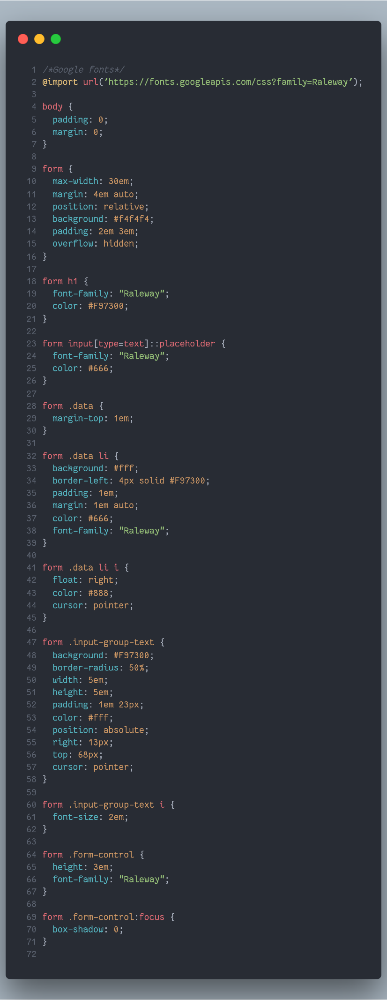 1 /*Google fonts*/
2 @import url('https://fonts.googleapis.com/css?family=Raleway');
3
4 body {
5   padding: 0;
6   margin: 0;
7 }
8
9 form {
10   max-width: 30em;
11   margin: 4em auto;
12   position: relative;
13   background: #f4f4f4;
14   padding: 2em 3em;
15   overflow: hidden;
16 }
17
18 form h1 {
19   font-family: "Raleway";
20   color: #F97300;
21 }
22
23 form input[type=text]::placeholder {
24   font-family: "Raleway";
25   color: #666;
26 }
27
28 form .data {
29   margin-top: 1em;
30 }
31
32 form .data li {
33   background: #fff;
34   border-left: 4px solid #F97300;
35   padding: 1em;
36   margin: 1em auto;
37   color: #666;
38   font-family: "Raleway";
39 }
40
41 form .data li i {
42   float: right;
43   color: #888;
44   cursor: pointer;
45 }
46
47 form .input-group-text {
48   background: #F97300;
49   border-radius: 50%;
50   width: 5em;
51   height: 5em;
52   padding: 1em 23px;
53   color: #fff;
54   position: absolute;
55   right: 13px;
56   top: 68px;
57   cursor: pointer;
58 }
59
60 form .input-group-text i {
61   font-size: 2em;
62 }
63
64 form .form-control {
65   height: 3em;
66   font-family: "Raleway";
67 }
68
69 form .form-control:focus {
70   box-shadow: 0;
71 }
72